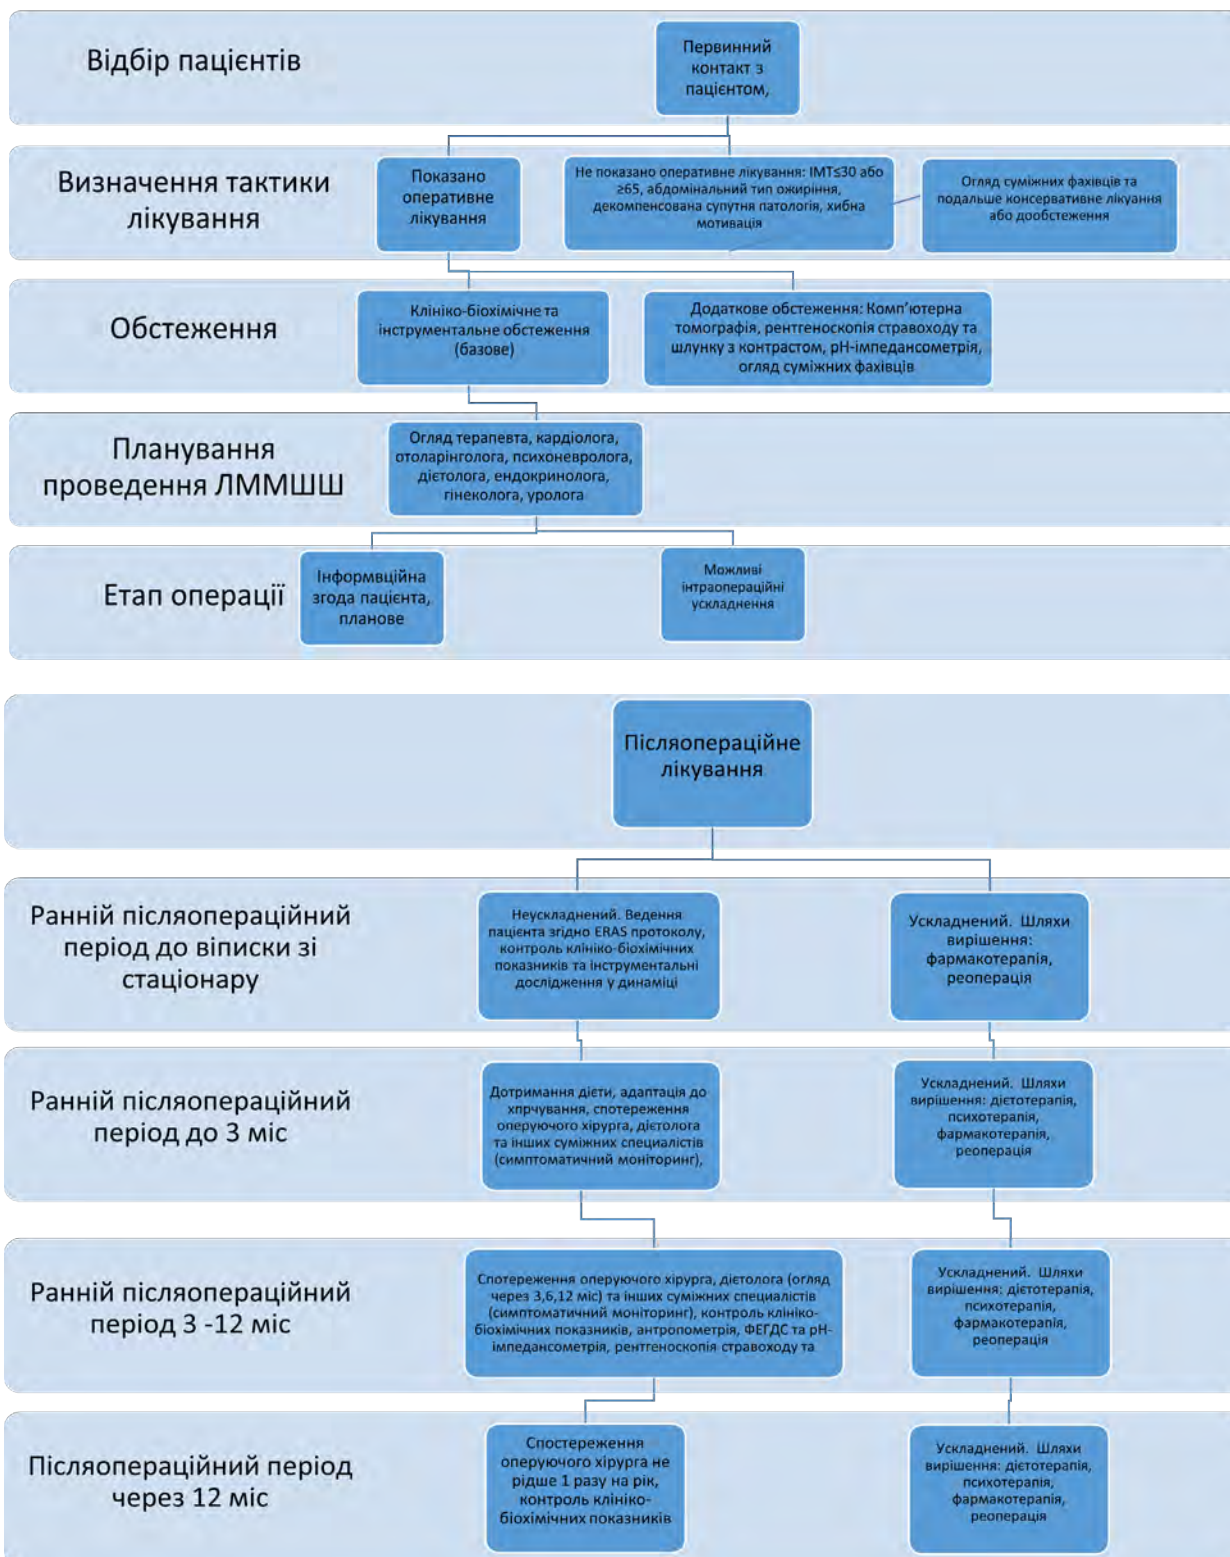 Відбір пацієнтів
Первинний
контакт з
пацієнтом,
Визначення тактики
лікування
Показано
оперативне
лікування
Не показано оперативне лікування: ІМТ≤30 або
≥65, абдомінальний тип ожиріння,
декомпенсована супутня патологія, хибна
мотивація
Огляд суміжних фахівців та
подальше консервативне лікуання
або дообстеження
Обстеження
Клініко-біохімічне та
інструментальне обстеження
(базове)
Додаткове обстеження: Комп’ютерна
томографія, рентгеноскопія стравоходу та
шлунку з контрастом, рН-імпедансометрія,
огляд суміжних фахівців
Планування
проведення ЛММШШ
Огляд терапевта, кардіолога,
отоларінголога, психоневролога,
дієтолога, ендокринолога,
гінеколога, уролога
Етап операції
Інформвційна
згода пацієнта,
планове
Можливі
інтраопераційні
ускладнення
Післяопераційне
лікування
Ранній післяопераційний
період до віписки зі
стаціонару
Неускладнений. Ведення
пацієнта згідно ERAS протоколу,
контроль клініко-біохімічних
показників та інструментальні
дослідження у динаміці
Ускладнений. Шляхи
вирішення:
фармакотерапія,
реоперація
Ранній післяопераційний
період до 3 міс
Дотримання дієти, адаптація до
хпрчування, спотереження
оперуючого хірурга, дієтолога
та інших суміжних специалістів
(симптоматичний моніторинг),
Ускладнений. Шляхи
вирішення: дієтотерапія,
психотерапія,
фармакотерапія,
реоперація
Ранній післяопераційний
період 3 -12 міс
Спотереження оперуючого хірурга, дієтолога (огляд
через 3,6,12 міс) та інших суміжних специалістів
(симптоматичний моніторинг), контроль клініко-
біохімічних показників, антропометрія, ФЕГДС та рН-
імпедансометрія, рентгеноскопія стравоходу та
Ускладнений. Шляхи
вирішення: дієтотерапія,
психотерапія,
фармакотерапія,
реоперація
Післяопераційний період
через 12 міс
Спостереження
оперуючого хірурга не
рідше 1 разу на рік,
контроль клініко-
біохімічних показників
Ускладнений. Шляхи
вирішення: дієтотерапія,
психотерапія,
фармакотерапія,
реоперація